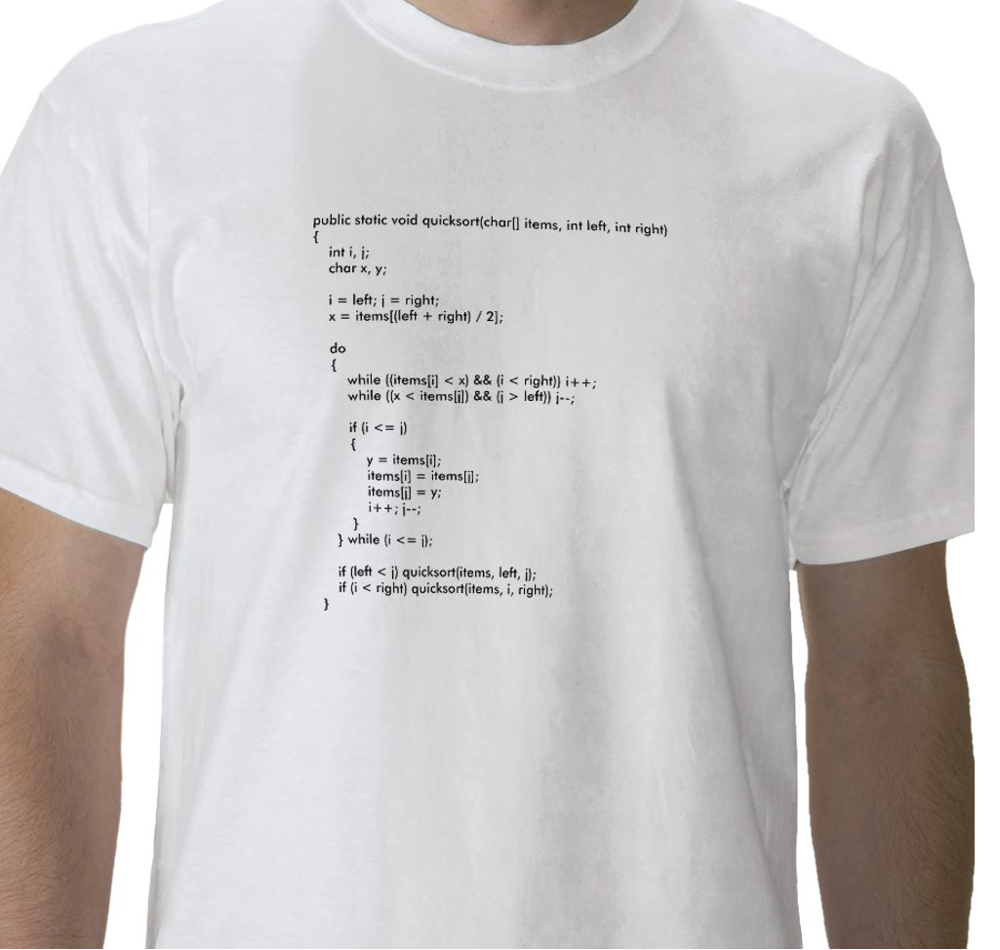 public static void quicksort(char[] items, int left, int right)
{
int i, j;
char x, y;
i = left; j = right;
x = items[(left + right) / 2];
do
{
while ((items[i] < x) && (i < right)) i++;
while ((x < items[j]) && (j > left)) j--;
if (i <= j)
{
y = items[i];
items[i] = items[j];
items[j] = y;
i++; j--;
}
} while (i <= j);
if (left < j) quicksort(items, left, j);
if (i < right) quicksort(items, i, right);
}